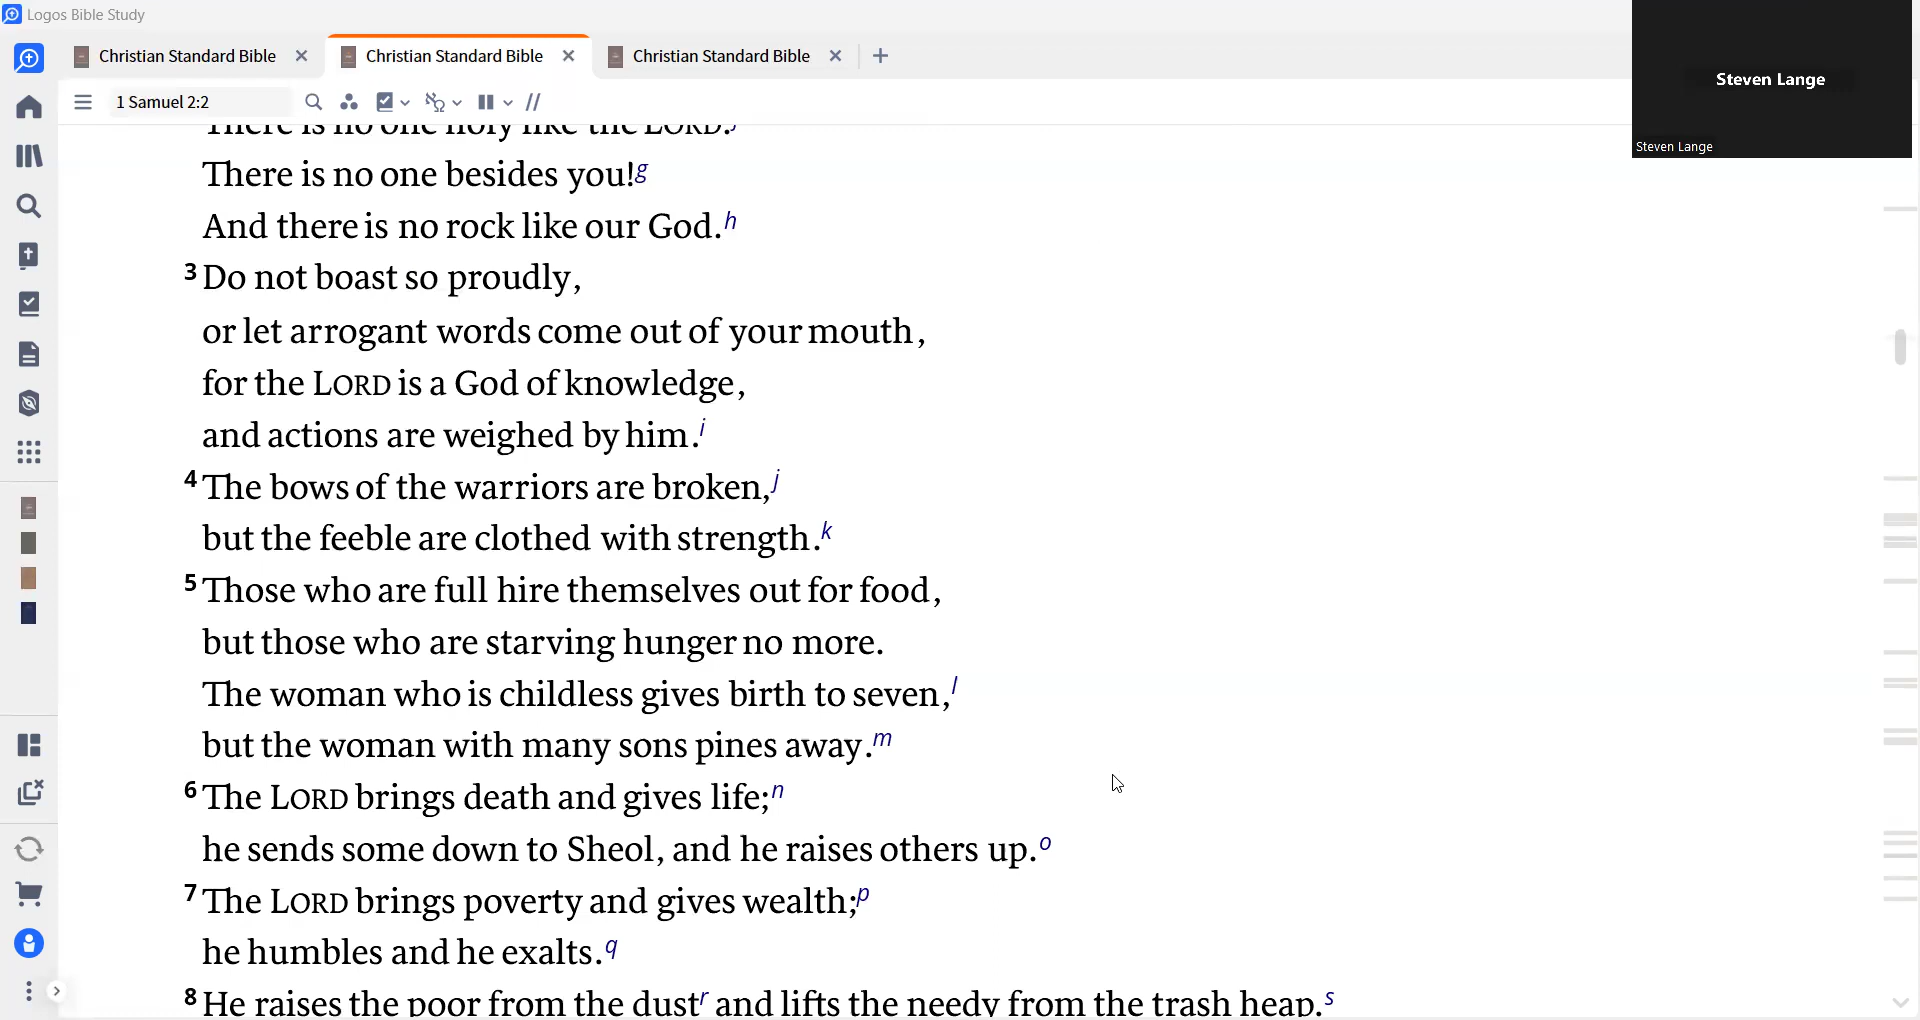 Logos Bible Study
Christian Standard Bible
Christian Standard Bible
Christian Standard Bible
1 Samuel 2:2
Steven Lange
Steven Lange
There is no one holy like the LORD.
There is no one besides you!g
And there is no rock like our God.h
3 Do not boast so proudly,
or let arrogant words come out of your mouth,
for the LORD is a God of knowledge,
and actions are weighed by him.i
4 The bows of the warriors are broken,j
but the feeble are clothed with strength.k
5 Those who are full hire themselves out for food,
but those who are starving hunger no more.
The woman who is childless gives birth to seven,l
but the woman with many sons pines away.m
6 The LORD brings death and gives life;n
he sends some down to Sheol, and he raises others up.o
7 The LORD brings poverty and gives wealth;p
he humbles and he exalts.q
8 He raises the poor from the dustr and lifts the needy from the trash heap.s